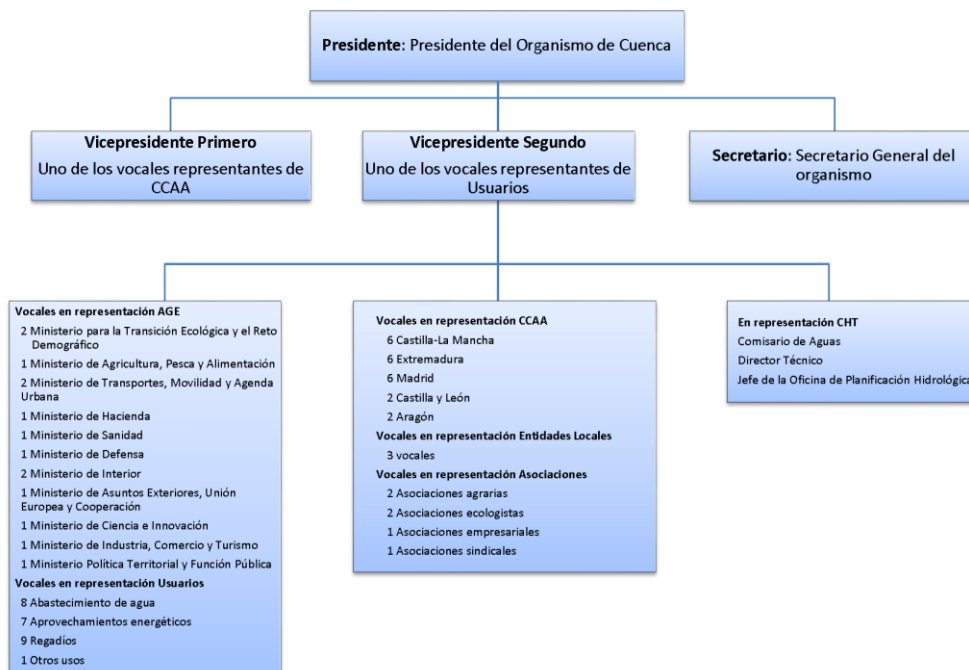 Presidente: Presidente del Organismo de Cuenca
Vicepresidente Primero
Uno de los vocales representantes de
CCAA
Vicepresidente Segundo
Uno de los vocales representantes de
Usuarios
Secretario: Secretario General del
organismo
Vocales en representación AGE
2 Ministerio para la Transición Ecológica y el Reto
Demográfico
1 Ministerio de Agricultura, Pesca y Alimentación
2 Ministerio de Transportes, Movilidad y Agenda
Urbana
1 Ministerio de Hacienda
1 Ministerio de Sanidad
1 Ministerio de Defensa
2 Ministerio de Interior
1 Ministerio de Asuntos Exteriores, Unión
Europea y Cooperación
1 Ministerio de Ciencia e Innovación
1 Ministerio de Industria, Comercio y Turismo
1 Ministerio Política Territorial y Función Pública
Vocales en representación Usuarios
8 Abastecimiento de agua
7 Aprovechamientos energéticos
9 Regadíos
1 Otros usos
Vocales en representación CCAA
6 Castilla-La Mancha
6 Extremadura
6 Madrid
2 Castilla y León
2 Aragón
Vocales en representación Entidades Locales
3 vocales
Vocales en representación Asociaciones
2 Asociaciones agrarias
2 Asociaciones ecologistas
1 Asociaciones empresariales
1 Asociaciones sindicales
En representación CHT
Comisario de Aguas
Director Técnico
Jefe de la Oficina de Planificación Hidrológica